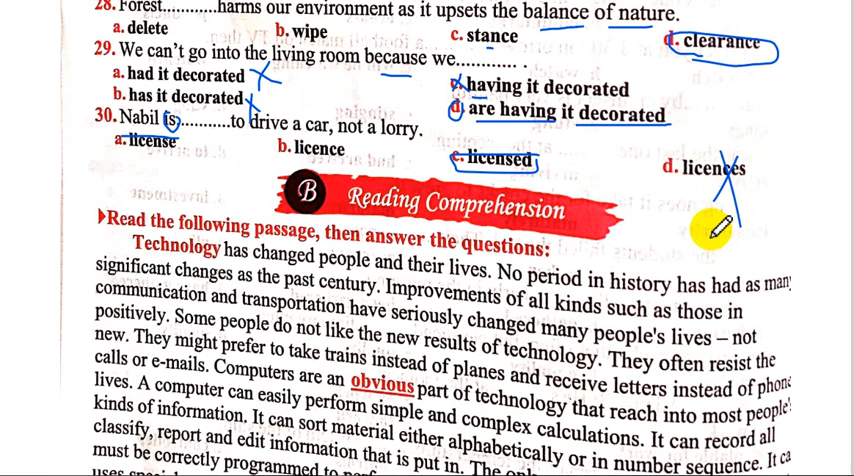 28. Forest............harms our environment as it upsets the balance of nature.
a. delete b. wipe c. stance d. clearance
29. We can't go into the living room because we............ .
a. had it decorated c. having it decorated
b. has it decorated d. are having it decorated
30. Nabil is...........to drive a car, not a lorry.
a. license b. licence c. licensed d. licences
B Reading Comprehension
Read the following passage, then answer the questions:
Technology has changed people and their lives. No period in history has had as many
significant changes as the past century. Improvements of all kinds such as those in
communication and transportation have seriously changed many people's lives – not
positively. Some people do not like the new results of technology. They often resist the
new. They might prefer to take trains instead of planes and receive letters instead of phone
calls or e-mails. Computers are an obvious part of technology that reach into most people's
lives. A computer can easily perform simple and complex calculations. It can record all
kinds of information. It can sort material either alphabetically or in number sequence. It ca
classify, report and edit information that is put in. The
must be correctly programmed to
uses